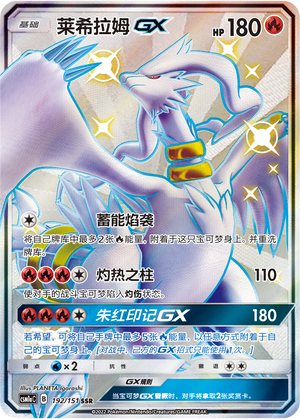 基础 莱希拉姆GX HP 180
蓄能焰袭
将自己牌库中最多2张能量，附着于这只宝可梦身上。并重洗牌库。
灼热之柱 110
使对手的战斗宝可梦陷入灼伤状态。
朱红印记GX 180
若希望，可将自己手牌中最多5张能量，以任意方式附着于自己的宝可梦身上。[对战中，己方的GX招式只能使用1次。]
弱点 ×2 抵抗力 撤退
Illus. PLANETA Igarashi
GX规则
当宝可梦GX【昏厥】时，对手将拿取2张奖赏卡。
192/151 SSR
©2022 Pokémon/Nintendo/Creatures/GAME FREAK